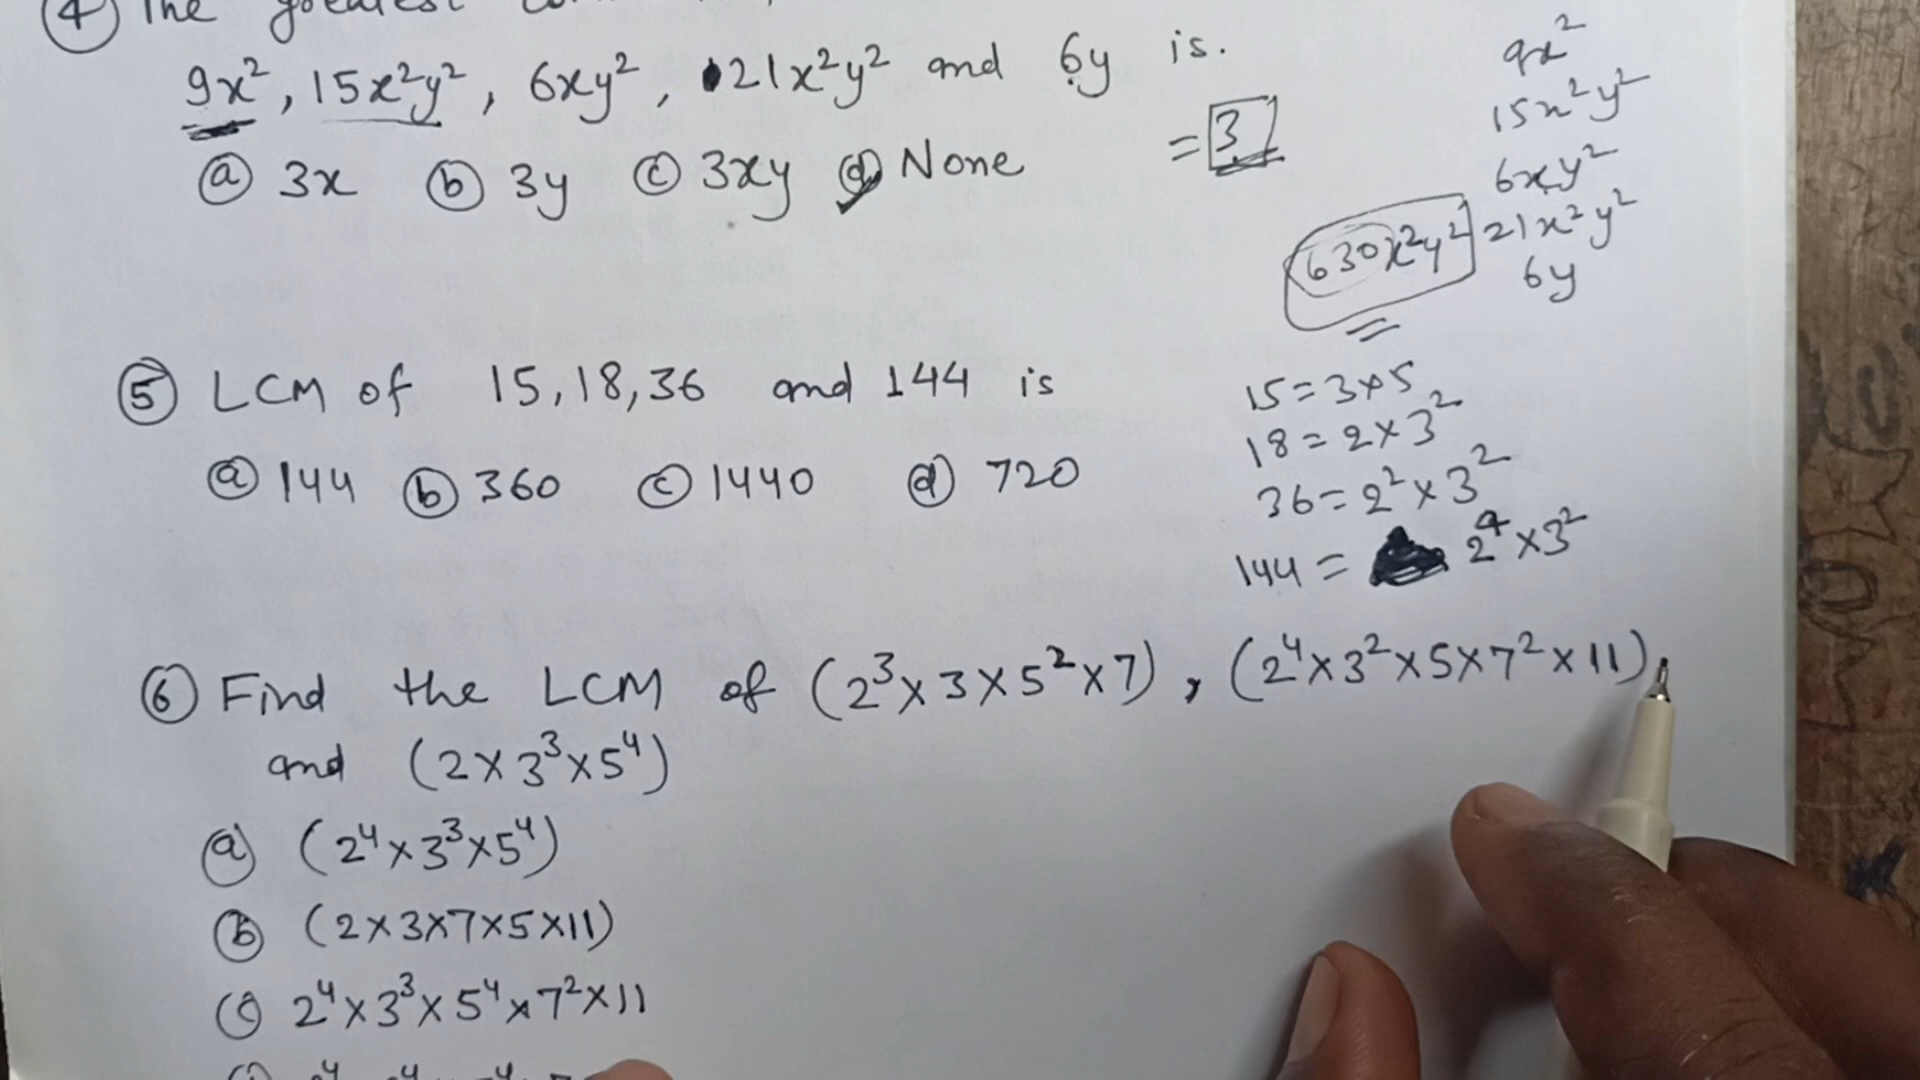 ④ The greatest
9x², 15x²y², 6xy², 21x²y² and 6y is.
ⓐ 3x ⓑ 3y ⓒ 3xy ⓓ None
= 3
9x²
15x²y²
6xy²
21x²y²
6y
630x²y²
⑤ LCM of 15, 18, 36 and 144 is
ⓐ 144 ⓑ 360 ⓒ 1440 ⓓ 720
15 = 3×5
18 = 2×3²
36 = 2²×3²
144 = 2⁴×3²
⑥ Find the LCM of (2³×3×5²×7), (2⁴×3²×5×7²×11),
and (2×3³×5⁴)
ⓐ (2⁴×3³×5⁴)
ⓑ (2×3×7×5×11)
ⓒ 2⁴×3³×5⁴×7²×11